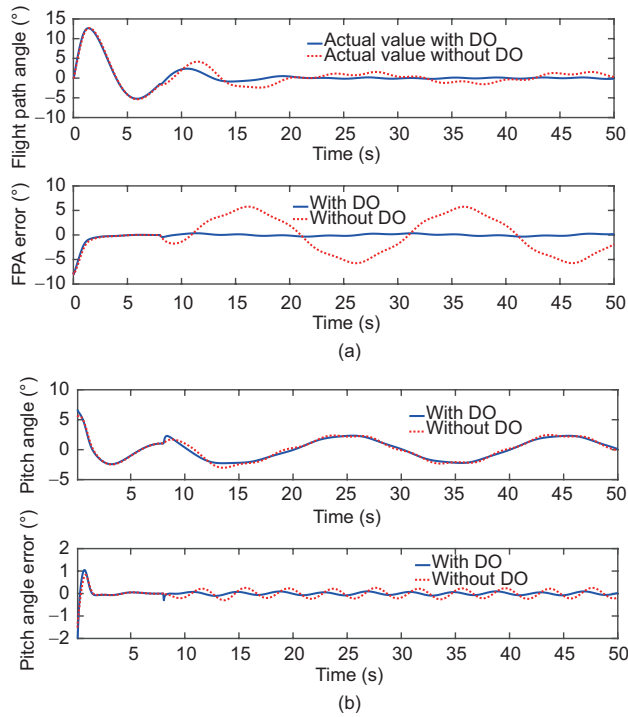 Flight path angle (°)
15
10
5
0
−5
−10
Actual value with DO
Actual value without DO
0 5 10 15 20 25 30 35 40 45 50
Time (s)
FPA error (°)
10
5
0
−5
−10
With DO
Without DO
0 5 10 15 20 25 30 35 40 45 50
Time (s)
(a)
Pitch angle (°)
10
5
0
−5
With DO
Without DO
5 10 15 20 25 30 35 40 45 50
Time (s)
Pitch angle error (°)
2
1
0
−1
−2
With DO
Without DO
5 10 15 20 25 30 35 40 45 50
Time (s)
(b)